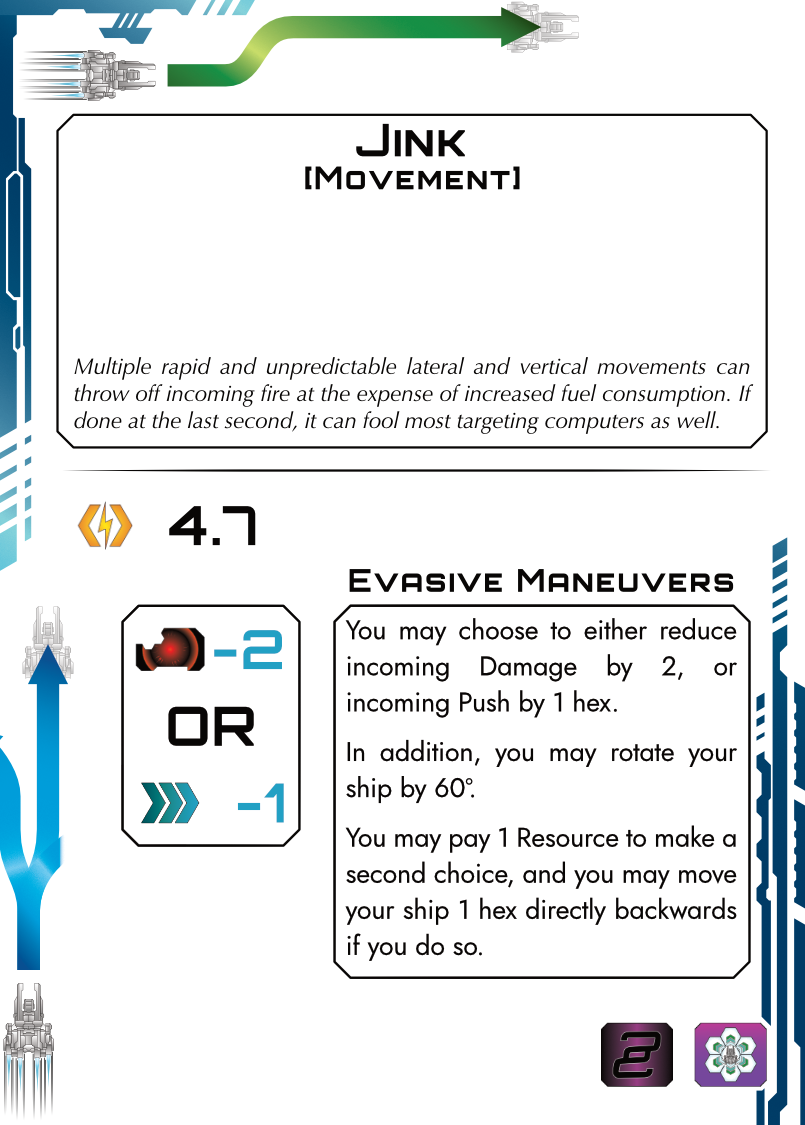 Jink
[Movement]
Multiple rapid and unpredictable lateral and vertical movements can
throw off incoming fire at the expense of increased fuel consumption. If
done at the last second, it can fool most targeting computers as well.
4.7
Evasive Maneuvers
-2
OR
-1
You may choose to either reduce
incoming Damage by 2, or
incoming Push by 1 hex.
In addition, you may rotate your
ship by 60°.
You may pay 1 Resource to make a
second choice, and you may move
your ship 1 hex directly backwards
if you do so.
2